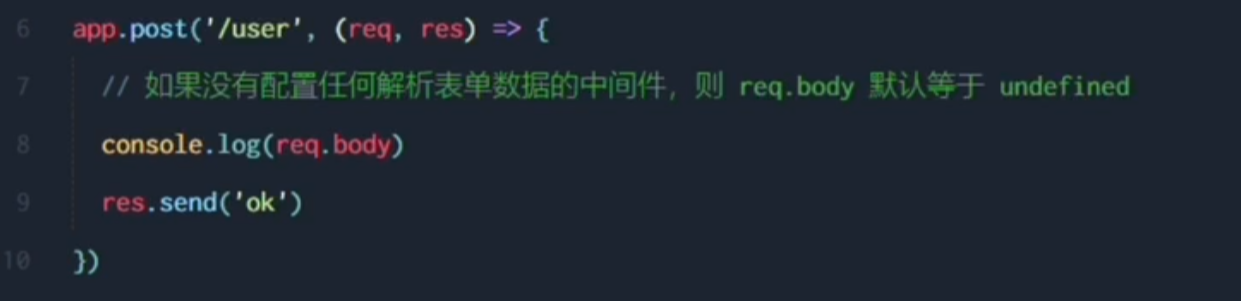 6 app.post('/user', (req, res) => {
7 // 如果没有配置任何解析表单数据的中间件，则 req.body 默认等于 undefined
8 console.log(req.body)
9 res.send('ok')
10 })